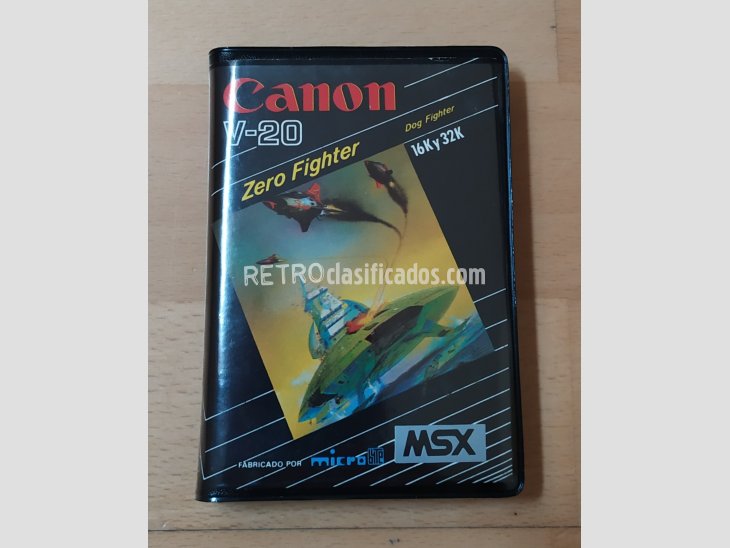 Canon
V-20
Dog Fighter
Zero Fighter
16K y 32K
RETROclasificados.com
FABRICADO POR microbyte
MSX